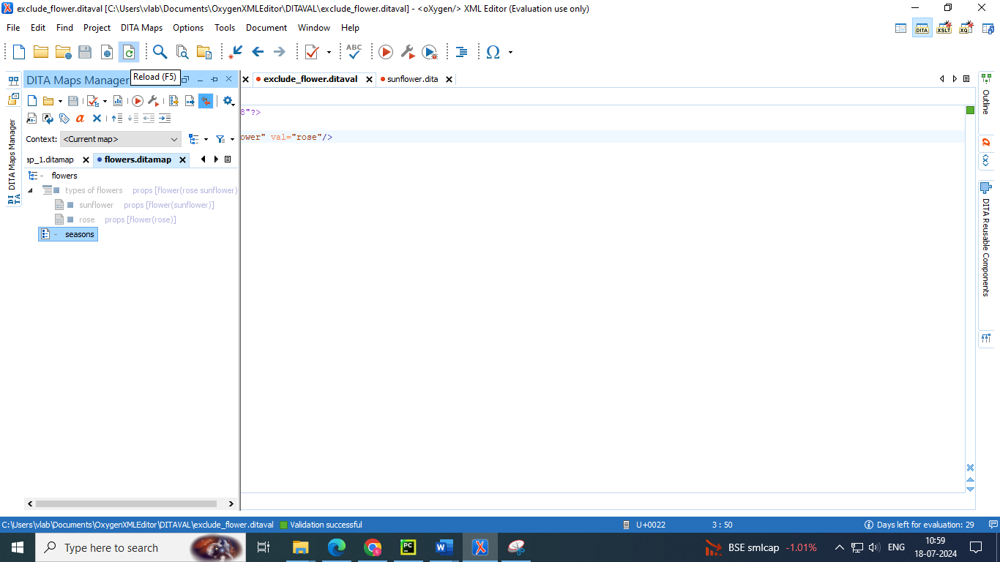 exclude_flower.ditaval [C:\Users\vlab\Documents\OxygenXMLEditor\DITAVAL\exclude_flower.ditaval] - <oXygen/> XML Editor (Evaluation use only)
File Edit Find Project DITA Maps Options Tools Document Window Help
DITA XSLT XQ
ABC
DITA Maps Manager
Reload (F5)
exclude_flower.ditaval
sunflower.dita
8"?>
Context: <Current map>
ower" val="rose"/>
ap_1.ditamap
flowers.ditamap
flowers
types of flowers props [flower(rose sunflower)
sunflower props [flower(sunflower)]
rose props [flower(rose)]
seasons
DITA Maps Manager
Outline
DITA Reusable Components
C:\Users\vlab\Documents\OxygenXMLEditor\DITAVAL\exclude_flower.ditaval Validation successful U+0022 3 : 50 Days left for evaluation: 29
Type here to search
PC
W
BSE smlcap -1.01%
ENG
10:59
18-07-2024